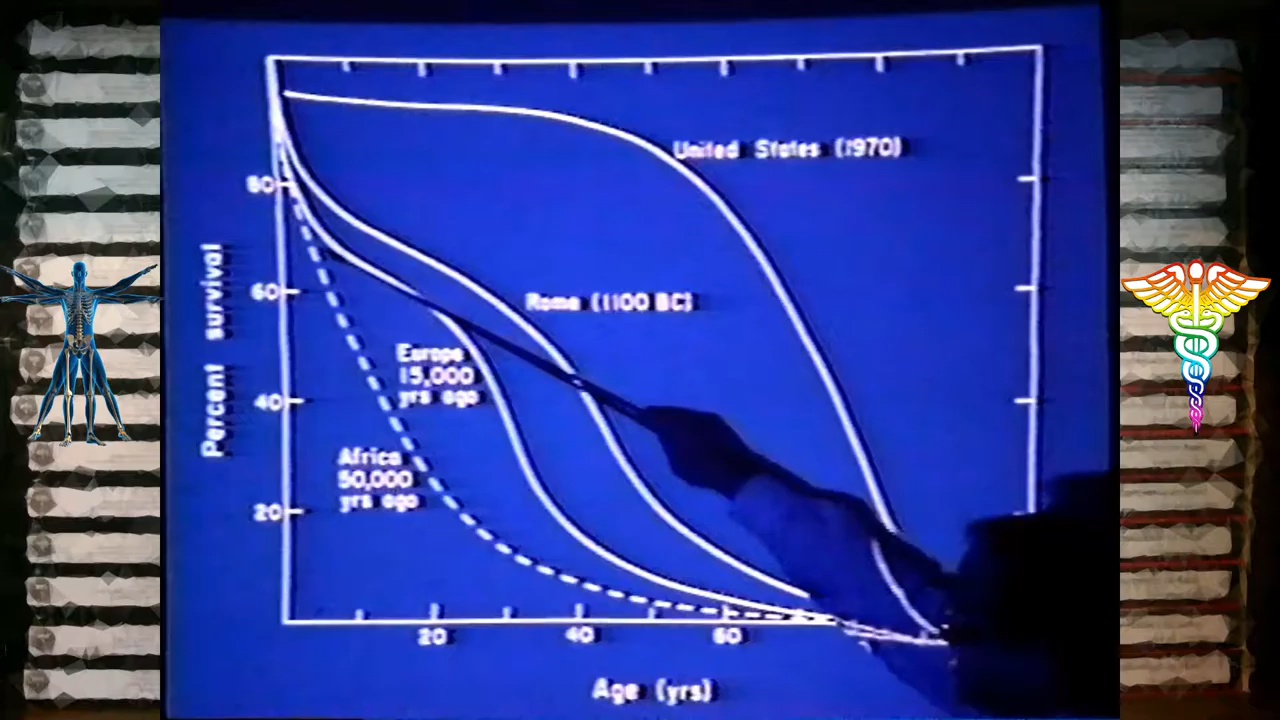 United States (1970)
80
Rome (1100 BC)
60
Europe
15,000
yrs ago
40
Africa
50,000
yrs ago
20
20 40 60
Percent survival
Age (yrs)